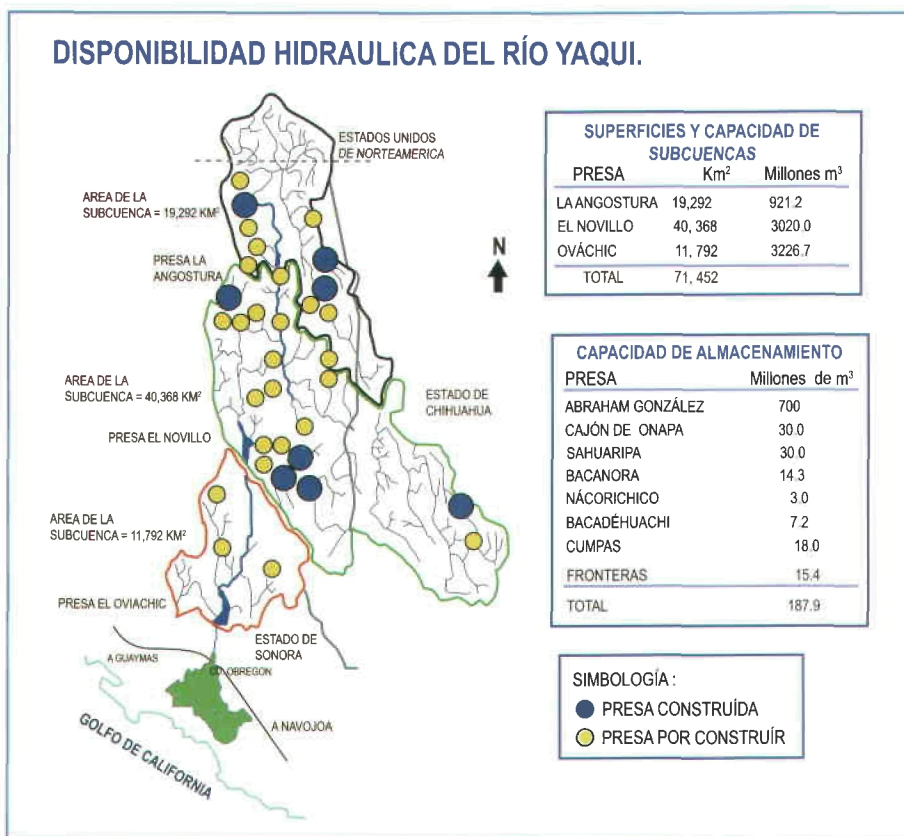 DISPONIBILIDAD HIDRAULICA DEL RÍO YAQUI.
ESTADOS UNIDOS
DE NORTEAMERICA
AREA DE LA
SUBCUENCA = 19,292 KM²
PRESA LA
ANGOSTURA
N
AREA DE LA
SUBCUENCA = 40,368 KM²
ESTADO DE
CHIHUAHUA
PRESA EL NOVILLO
AREA DE LA
SUBCUENCA = 11,792 KM²
PRESA EL OVIACHIC
ESTADO DE
SONORA
A GUAYMAS
CD. OBREGON
A NAVOJOA
GOLFO DE CALIFORNIA
SUPERFICIES Y CAPACIDAD DE
SUBCUENCAS
PRESA Km² Millones m³
LA ANGOSTURA 19,292 921.2
EL NOVILLO 40, 368 3020.0
OVÁCHIC 11, 792 3226.7
TOTAL 71, 452
CAPACIDAD DE ALMACENAMIENTO
PRESA Millones de m³
ABRAHAM GONZÁLEZ 700
CAJÓN DE ONAPA 30.0
SAHUARIPA 30.0
BACANORA 14.3
NÁCORICHICO 3.0
BACADÉHUACHI 7.2
CUMPAS 18.0
FRONTERAS 15.4
TOTAL 187.9
SIMBOLOGÍA :
PRESA CONSTRUÍDA
PRESA POR CONSTRUÍR